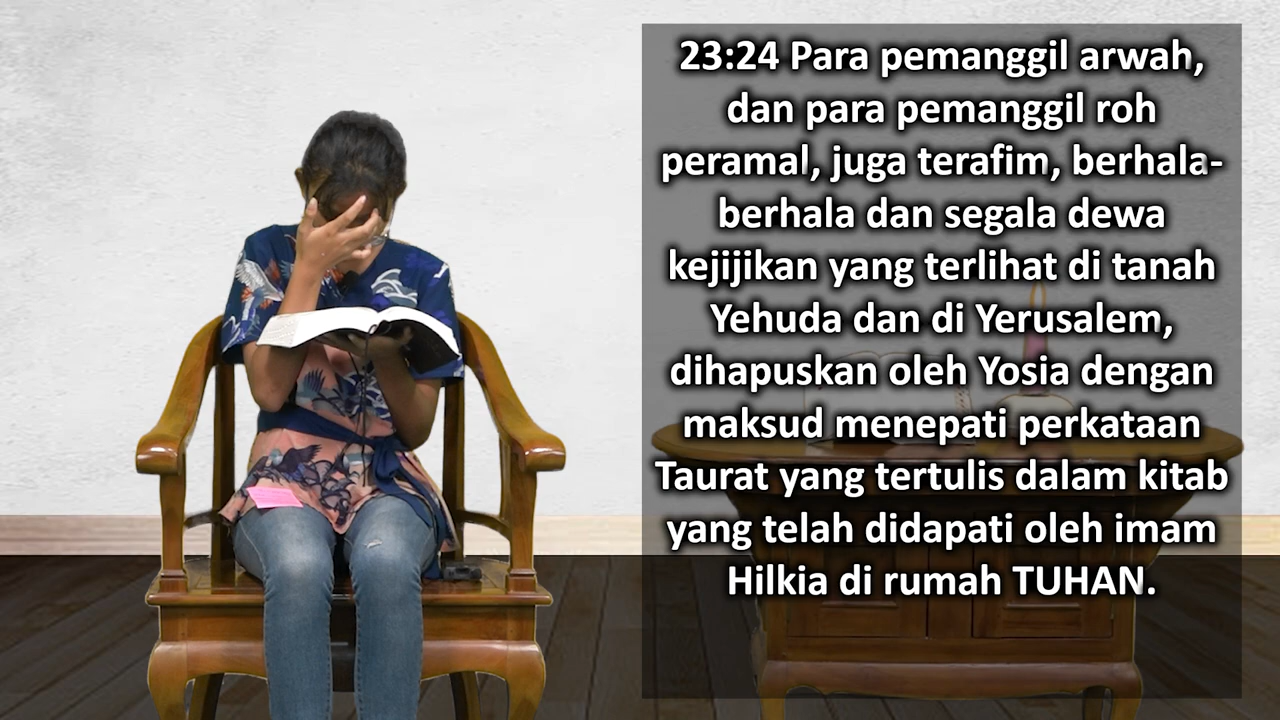 23:24 Para pemanggil arwah,
dan para pemanggil roh
peramal, juga terafim, berhala-
berhala dan segala dewa
kejijikan yang terlihat di tanah
Yehuda dan di Yerusalem,
dihapuskan oleh Yosia dengan
maksud menepati perkataan
Taurat yang tertulis dalam kitab
yang telah didapati oleh imam
Hilkia di rumah TUHAN.